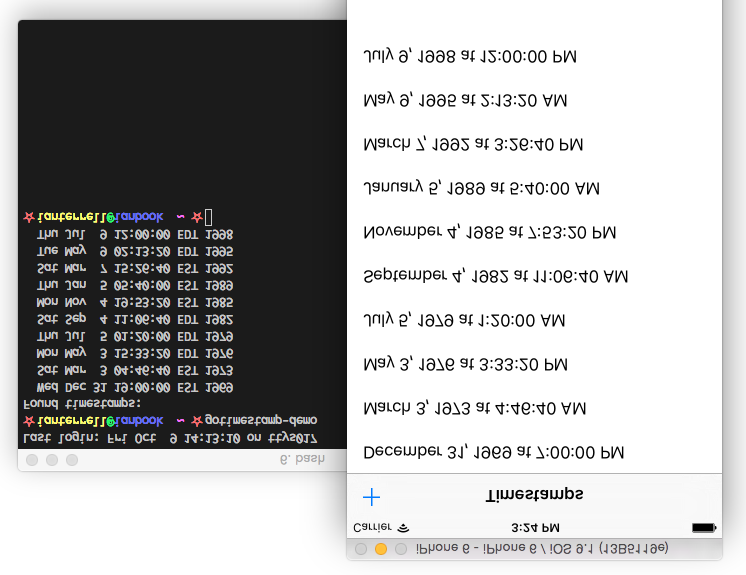 6. bash
Last login: Fri Oct  9 14:13:10 on ttys017
★ianterrell@ianbook  ~ ★gotimestamp-demo
Found timestamps:
Wed Dec 31 19:00:00 EST 1969
Sat Mar  3 04:46:40 EST 1973
Mon May  3 15:33:20 EDT 1976
Thu Jul  5 01:20:00 EDT 1979
Sat Sep  4 11:06:40 EDT 1982
Mon Nov  4 19:53:20 EST 1985
Thu Jan  5 05:40:00 EST 1989
Sat Mar  7 15:26:40 EST 1992
Tue May  9 02:13:20 EDT 1995
Thu Jul  9 12:00:00 EDT 1998
★ianterrell@ianbook  ~ ★
iPhone 6 - iPhone 6 / iOS 9.1 (13B5119e)
Carrier 3:24 PM
+ Timestamps
December 31, 1969 at 7:00:00 PM
March 3, 1973 at 4:46:40 AM
May 3, 1976 at 3:33:20 PM
July 5, 1979 at 1:20:00 AM
September 4, 1982 at 11:06:40 AM
November 4, 1985 at 7:53:20 PM
January 5, 1989 at 5:40:00 AM
March 7, 1992 at 3:26:40 PM
May 9, 1995 at 2:13:20 AM
July 9, 1998 at 12:00:00 PM